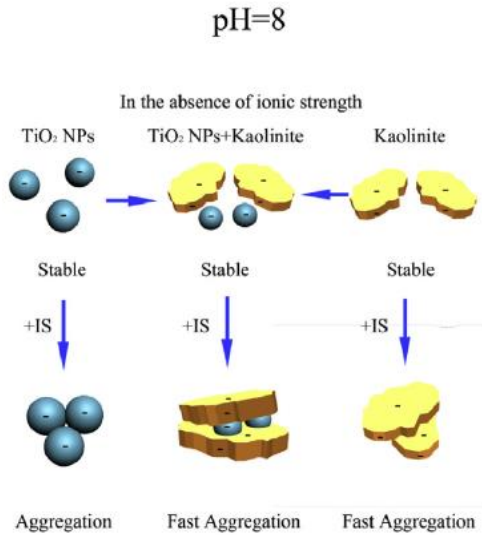 pH=8
In the absence of ionic strength
TiO₂ NPs TiO₂ NPs+Kaolinite Kaolinite
Stable Stable Stable
+IS +IS +IS
Aggregation Fast Aggregation Fast Aggregation